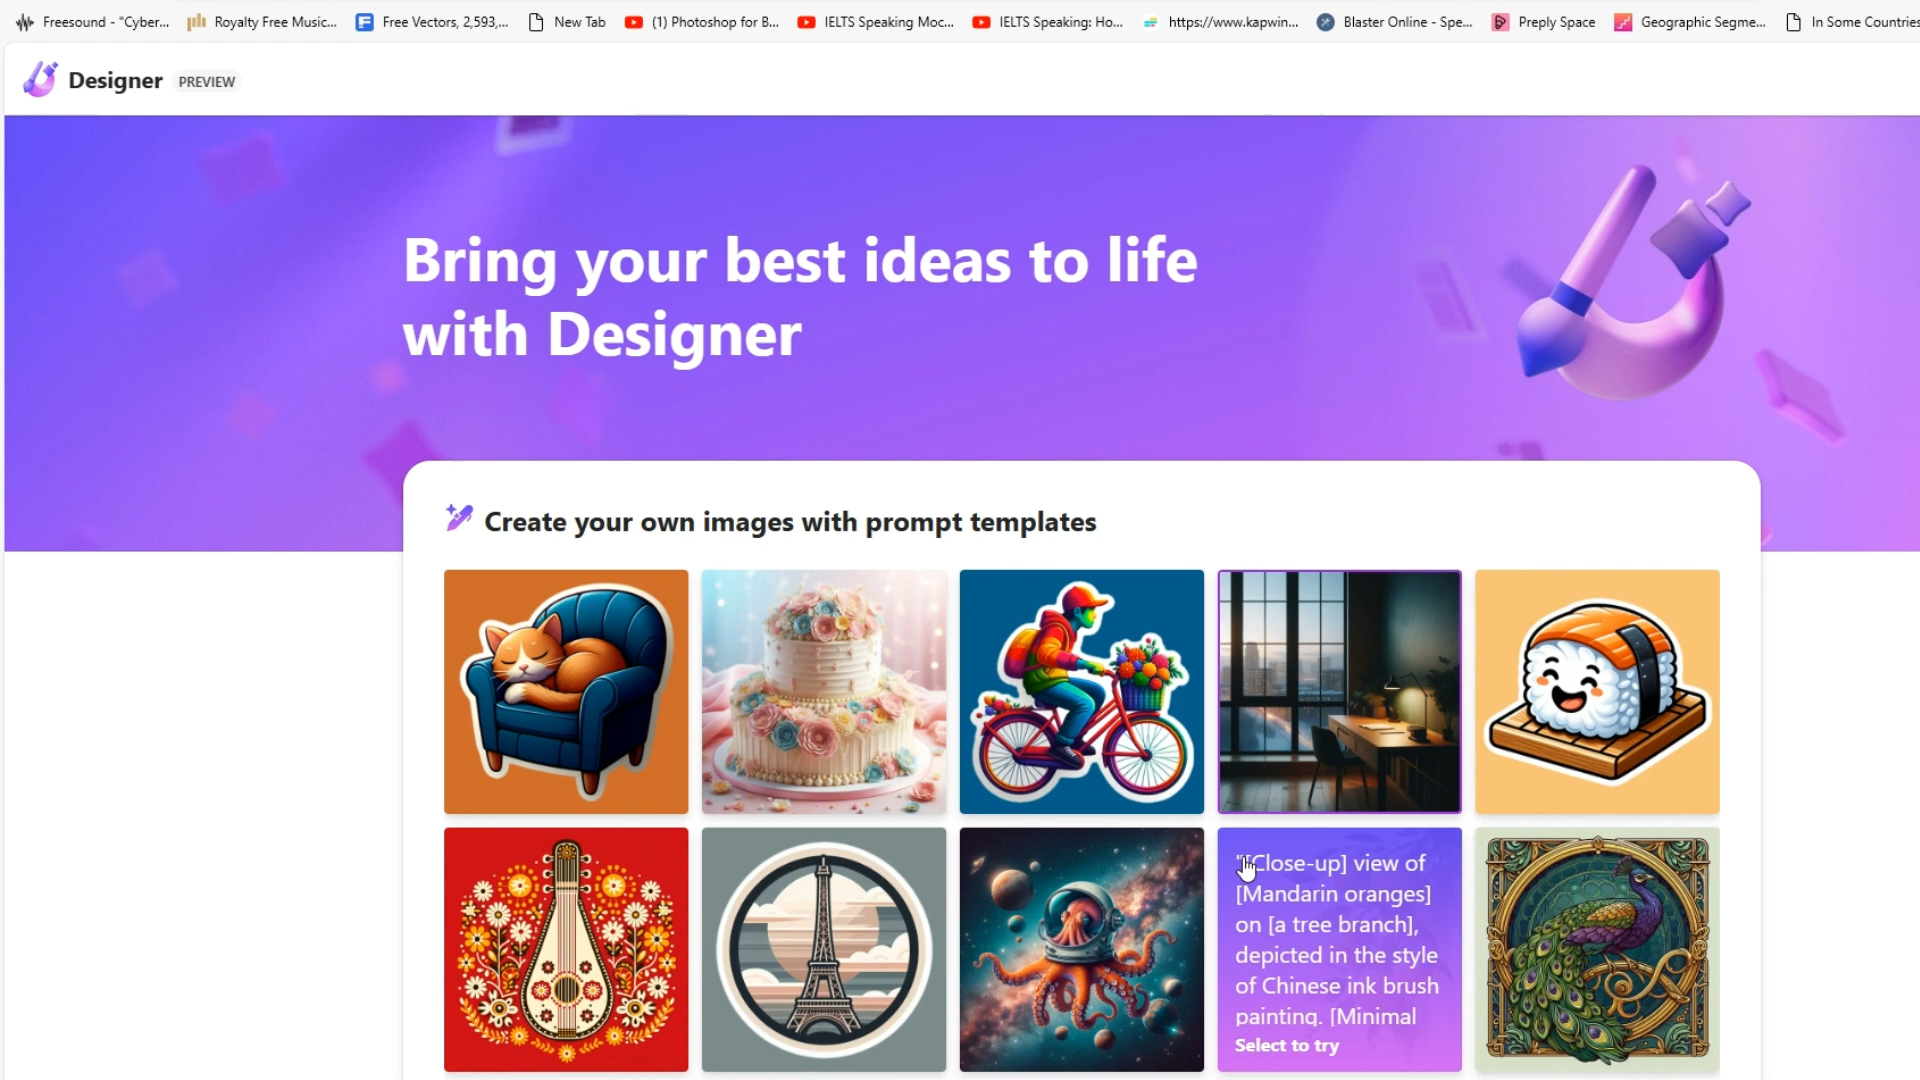 Freesound - "Cyber... Royalty Free Music... Free Vectors, 2,593,... New Tab (1) Photoshop for B... IELTS Speaking Moc... IELTS Speaking: Ho... https://www.kapwin... Blaster Online - Spe... Preply Space Geographic Segme... In Some Countries
Designer PREVIEW
Bring your best ideas to life
with Designer
Create your own images with prompt templates
"[Close-up] view of
[Mandarin oranges]
on [a tree branch],
depicted in the style
of Chinese ink brush
painting. [Minimal
Select to try